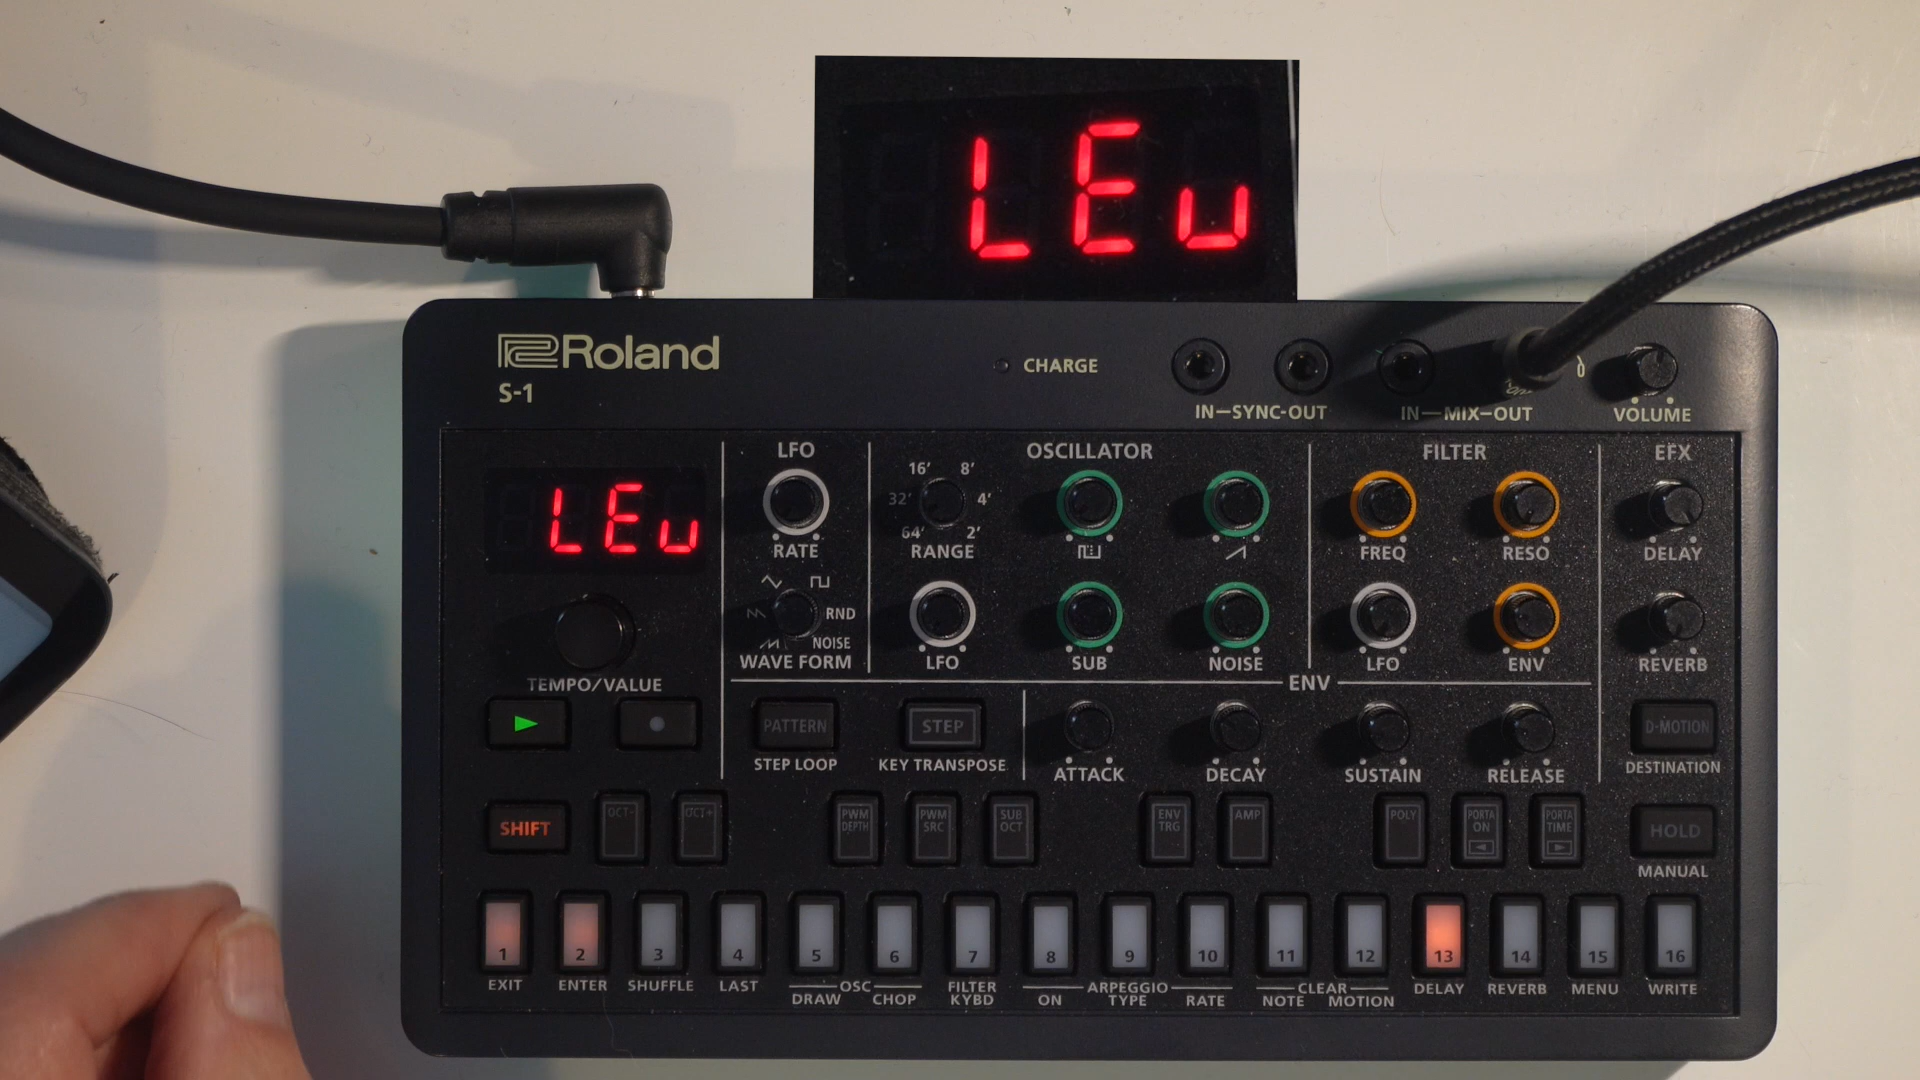 LEu
Roland
S-1
CHARGE
IN—SYNC-OUT
IN—MIX—OUT
VOLUME
LEu
LFO
RATE
RND
NOISE
WAVE FORM
OSCILLATOR
16' 8'
32' 4'
64' 2'
RANGE
LFO
SUB
NOISE
FILTER
FREQ
RESO
LFO
ENV
EFX
DELAY
REVERB
TEMPO/VALUE
PATTERN
STEP LOOP
STEP
KEY TRANSPOSE
ENV
ATTACK
DECAY
SUSTAIN
RELEASE
D-MOTION
DESTINATION
SHIFT
OCT-
OCT+
PWM
DEPTH
PWM
SRC
SUB
OCT
ENV
TRG
AMP
POLY
PORTA
ON
PORTA
TIME
HOLD
MANUAL
1 2 3 4 5 6 7 8 9 10 11 12 13 14 15 16
EXIT
ENTER
SHUFFLE
LAST
OSC
DRAW
CHOP
FILTER
KYBD
ARPEGGIO
ON
TYPE
RATE
CLEAR
NOTE
MOTION
DELAY
REVERB
MENU
WRITE